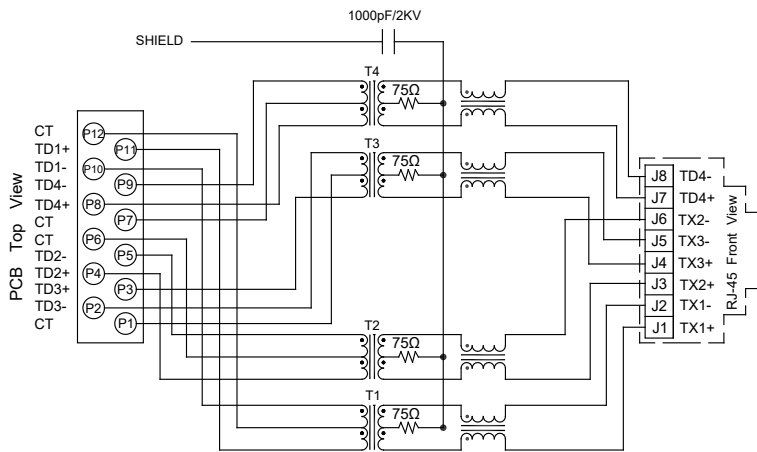 1000pF/2KV
SHIELD
T4
75Ω
T3
75Ω
PCB Top View
CT
P12
TD1+
P11
TD1-
P10
TD4-
P9
TD4+
P8
CT
P7
CT
P6
TD2-
P5
TD2+
P4
TD3+
P3
TD3-
P2
CT
P1
T2
75Ω
T1
75Ω
J8 TD4-
J7 TD4+
J6 TX2-
J5 TX3-
J4 TX3+
J3 TX2+
J2 TX1-
J1 TX1+
RJ-45 Front View